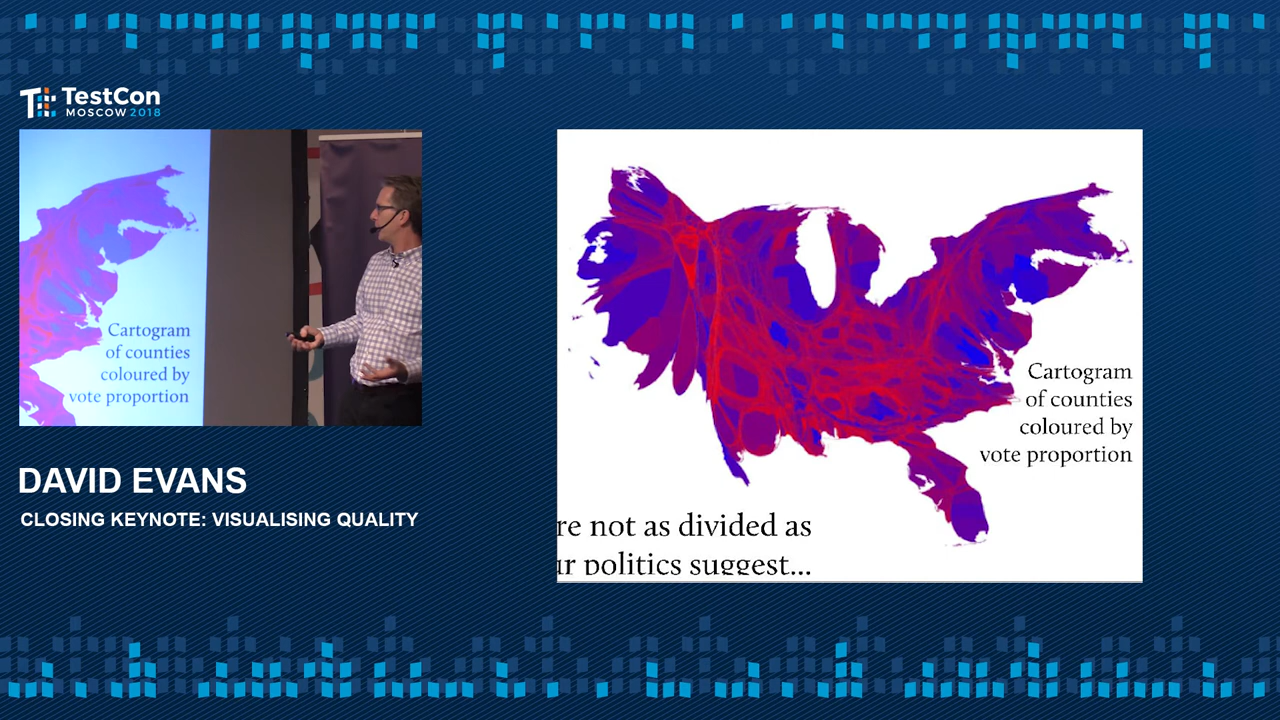 TestCon
MOSCOW 2018
Cartogram
of counties
coloured by
vote proportion
DAVID EVANS
CLOSING KEYNOTE: VISUALISING QUALITY
Cartogram
of counties
coloured by
vote proportion
re not as divided as
ur politics suggest...